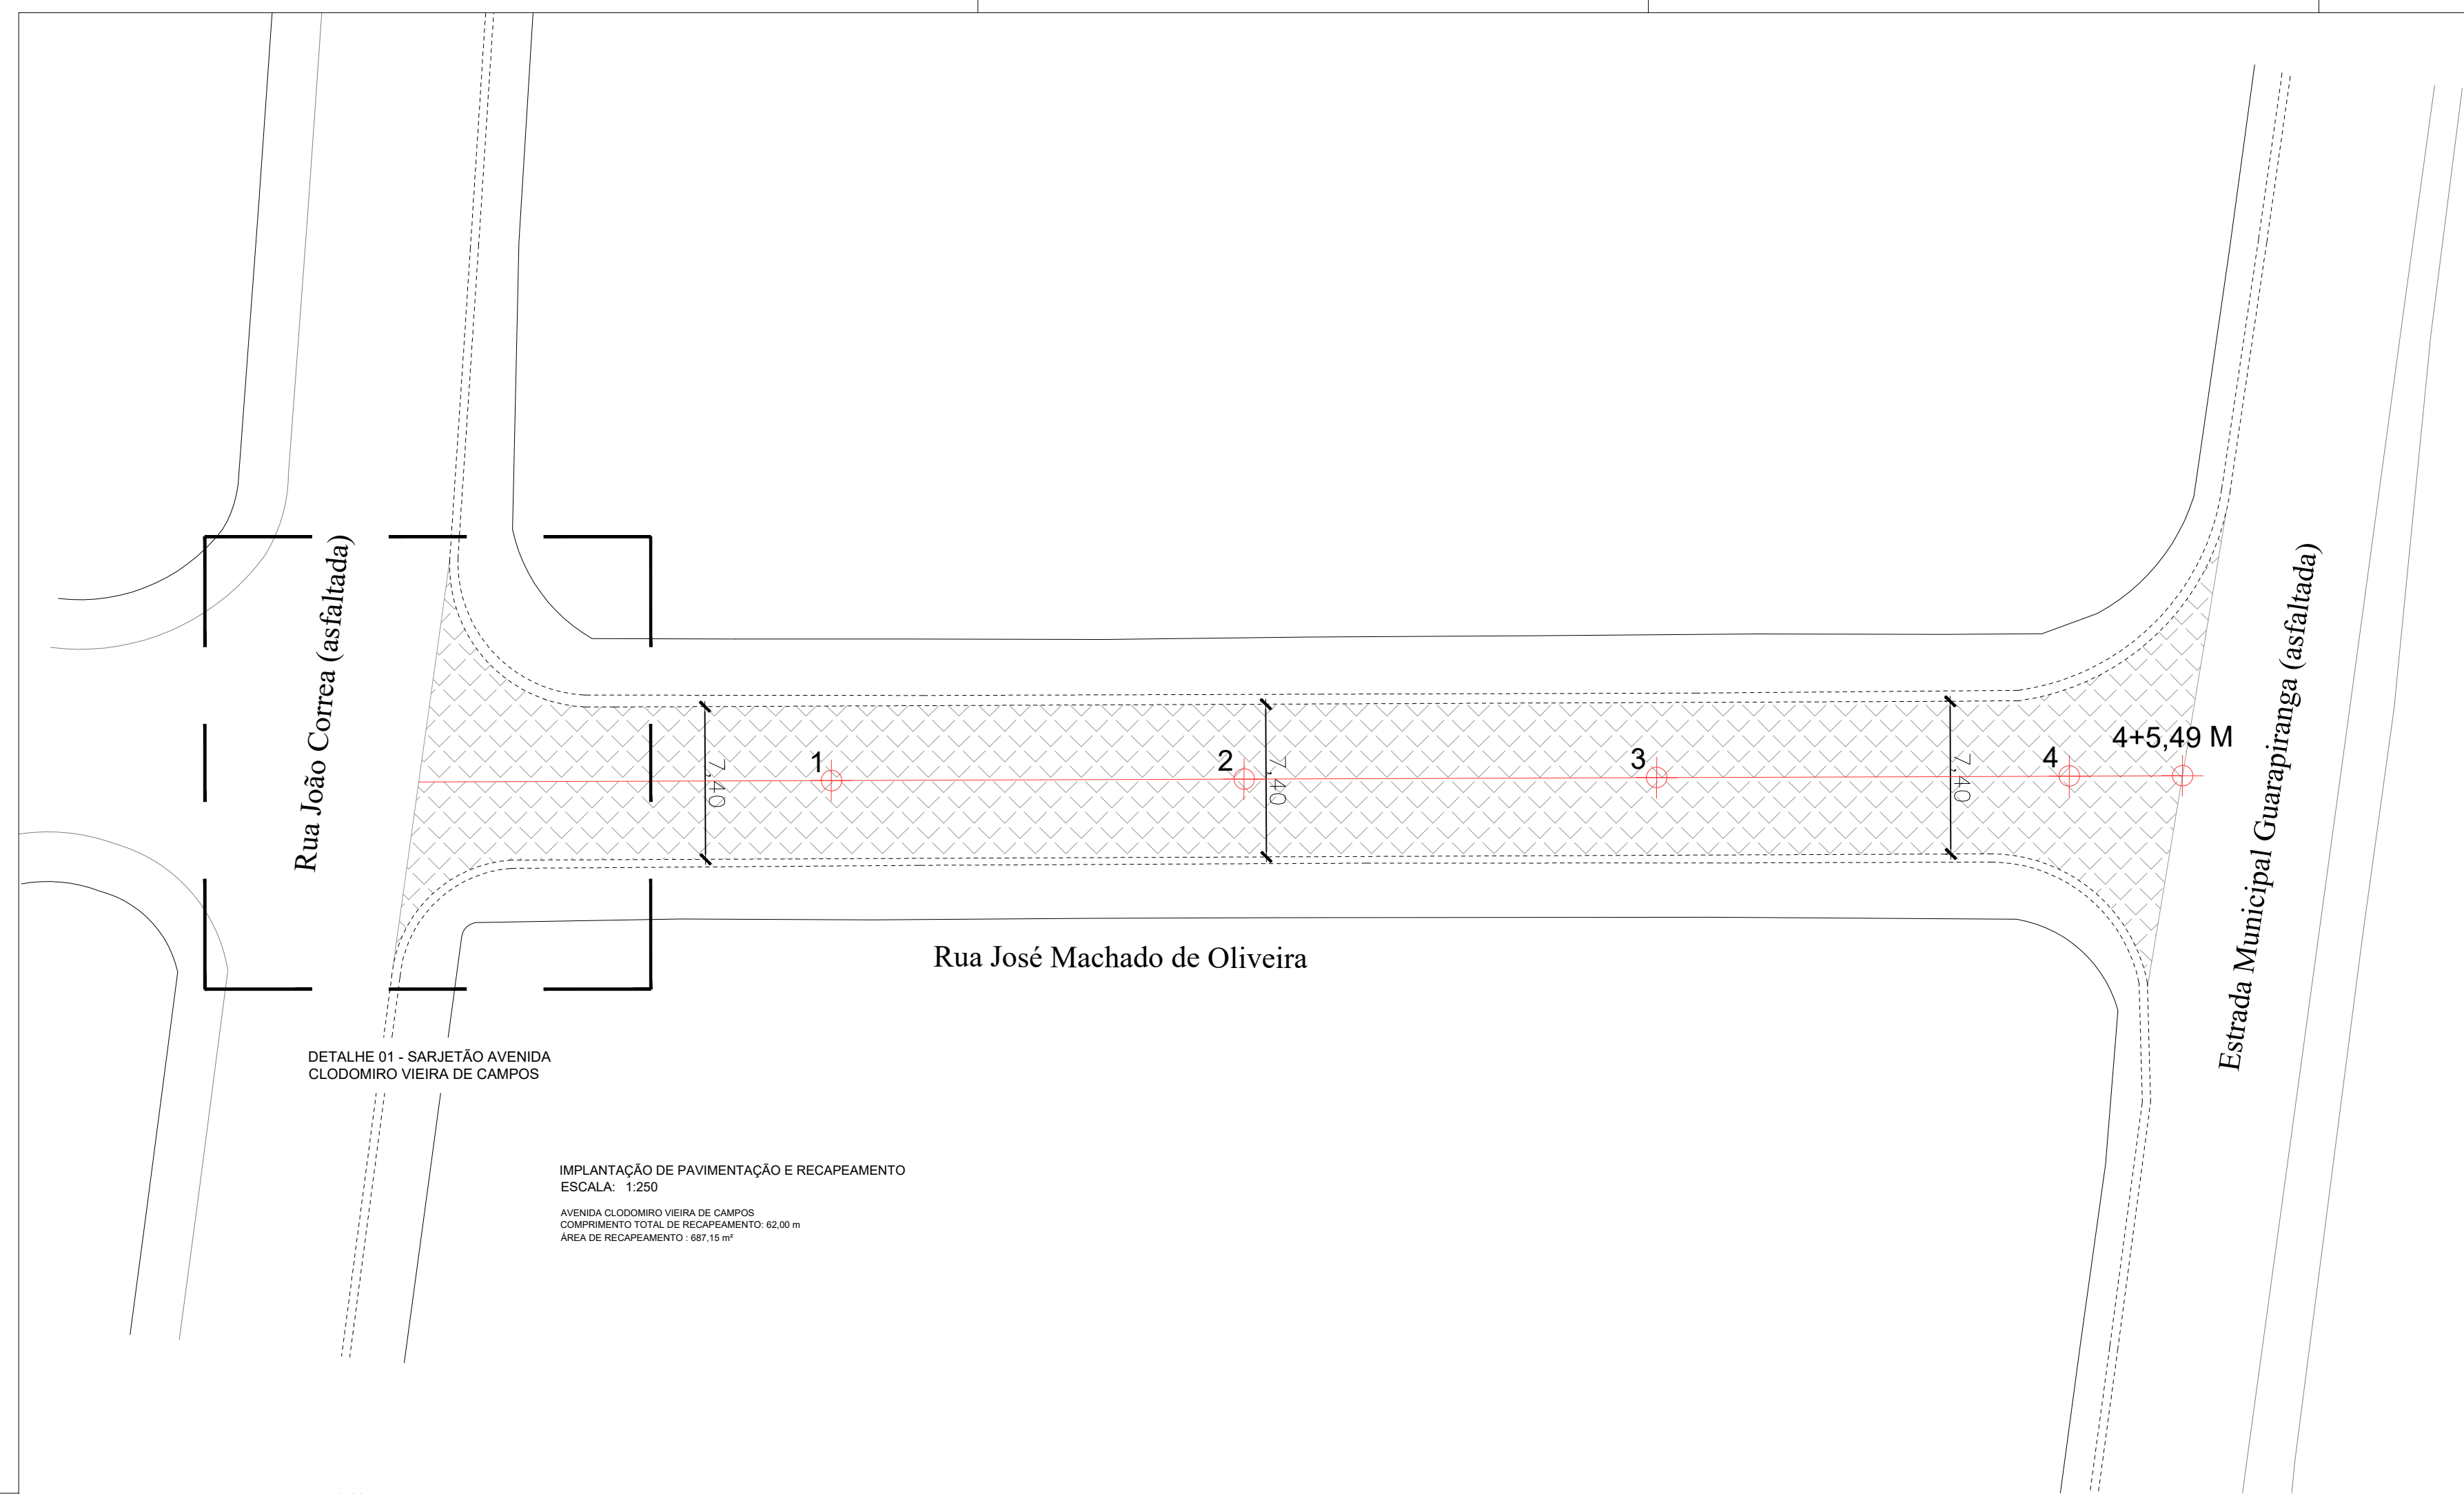 Rua João Correa (asfaltada)
Estrada Municipal Guarapiranga (asfaltada)
4+5,49 M
1
2
3
4
7,40
7,40
7,40
Rua José Machado de Oliveira
DETALHE 01 - SARJETÃO AVENIDA
CLODOMIRO VIEIRA DE CAMPOS
IMPLANTAÇÃO DE PAVIMENTAÇÃO E RECAPEAMENTO
ESCALA: 1:250
AVENIDA CLODOMIRO VIEIRA DE CAMPOS
COMPRIMENTO TOTAL DE RECAPEAMENTO: 62,00 m
ÁREA DE RECAPEAMENTO : 687,15 m²